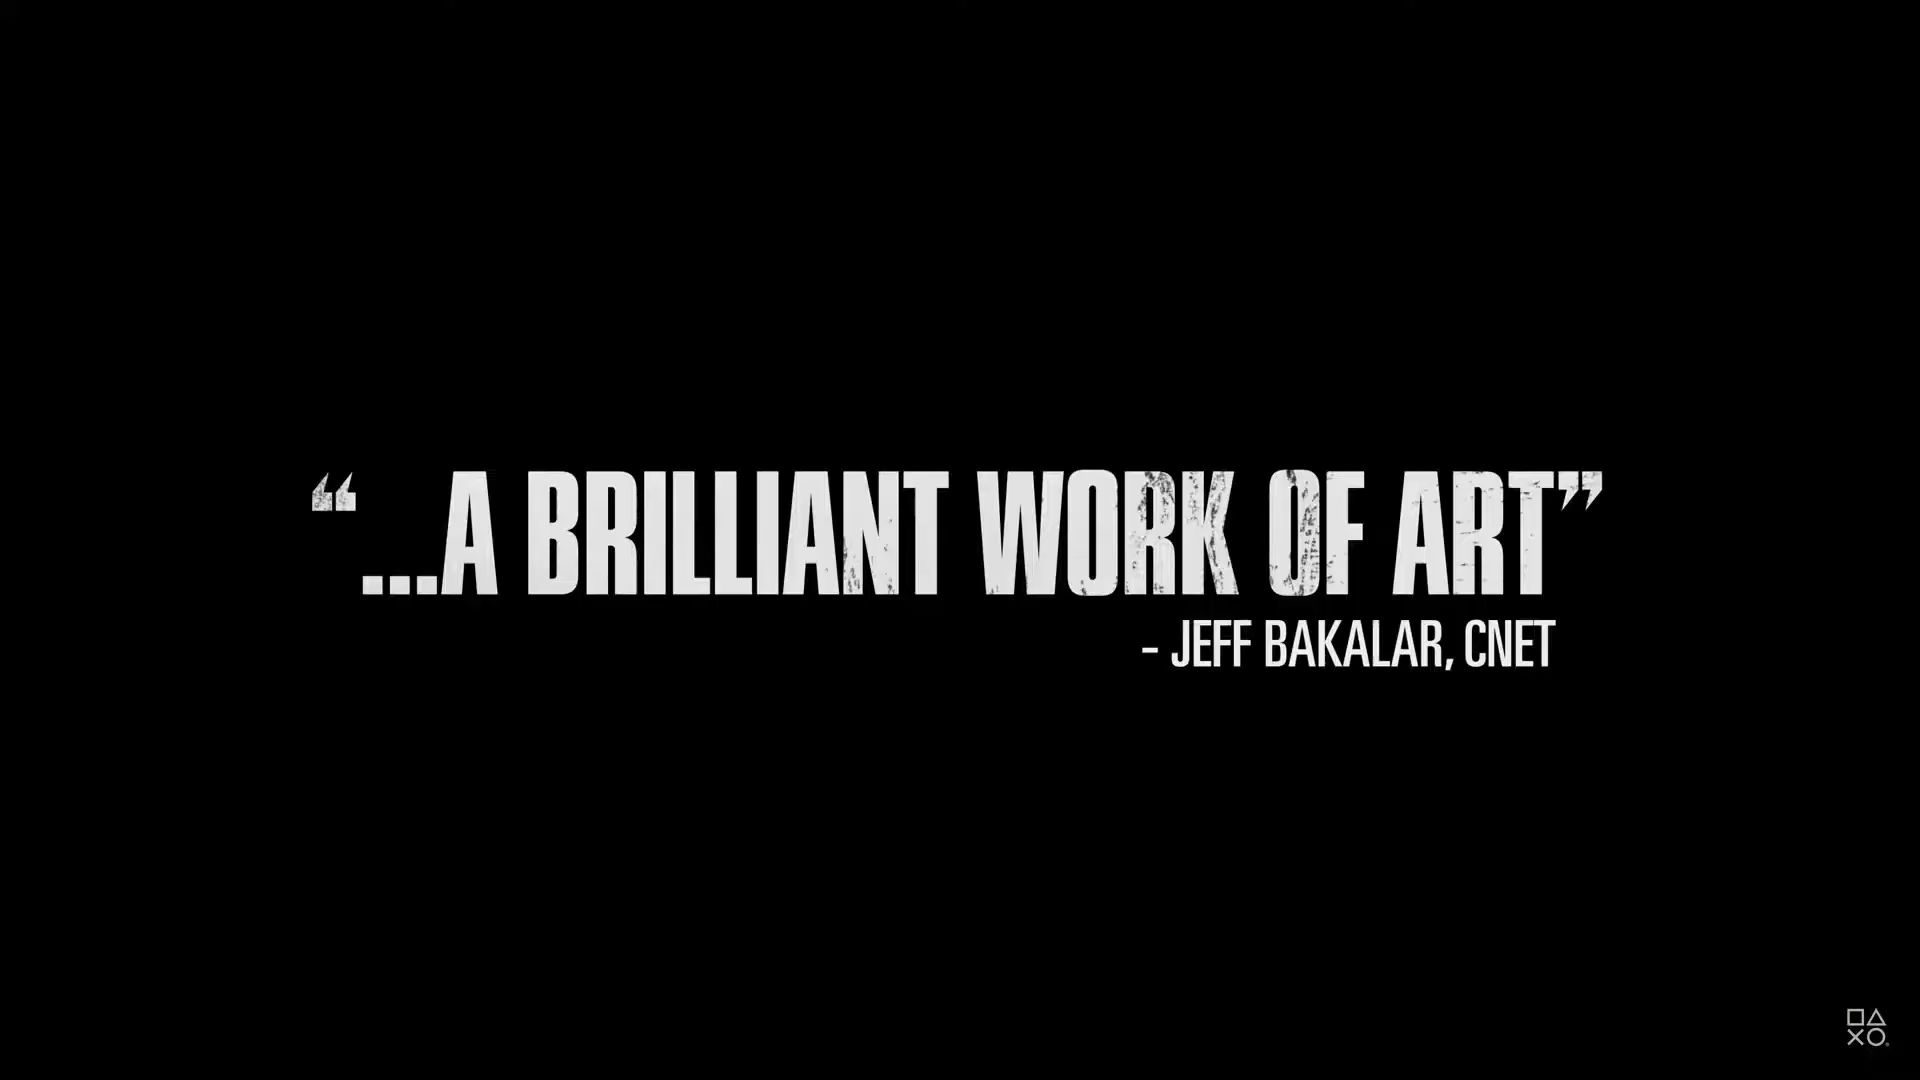 “...A BRILLIANT WORK OF ART”
- JEFF BAKALAR, CNET